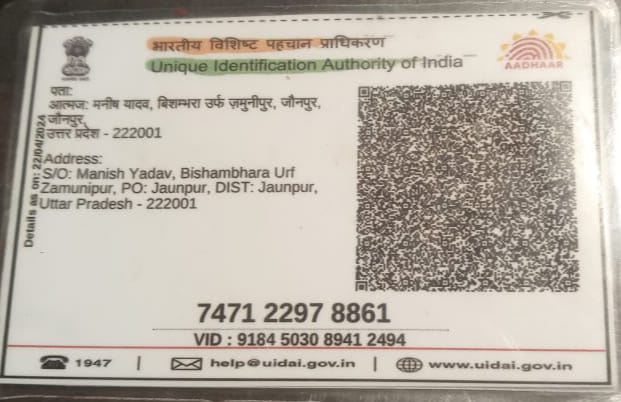 भारतीय विशिष्ट पहचान प्राधिकरण
Unique Identification Authority of India
AADHAAR
पता:
आत्मज: मनीष यादव, बिशम्भरा उर्फ ज़मुनीपुर, जौनपुर,
जौनपुर,
उत्तर प्रदेश - 222001
Address:
S/O: Manish Yadav, Bishambhara Urf
Zamunipur, PO: Jaunpur, DIST: Jaunpur,
Uttar Pradesh - 222001
Details as on: 22/04/2024
7471 2297 8861
VID : 9184 5030 8941 2494
1947 | help@uidai.gov.in | www.uidai.gov.in